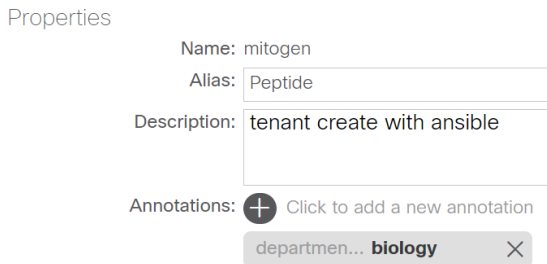 Properties
Name: mitogen
Alias: Peptide
Description: tenant create with ansible
Annotations: Click to add a new annotation
departmen... biology